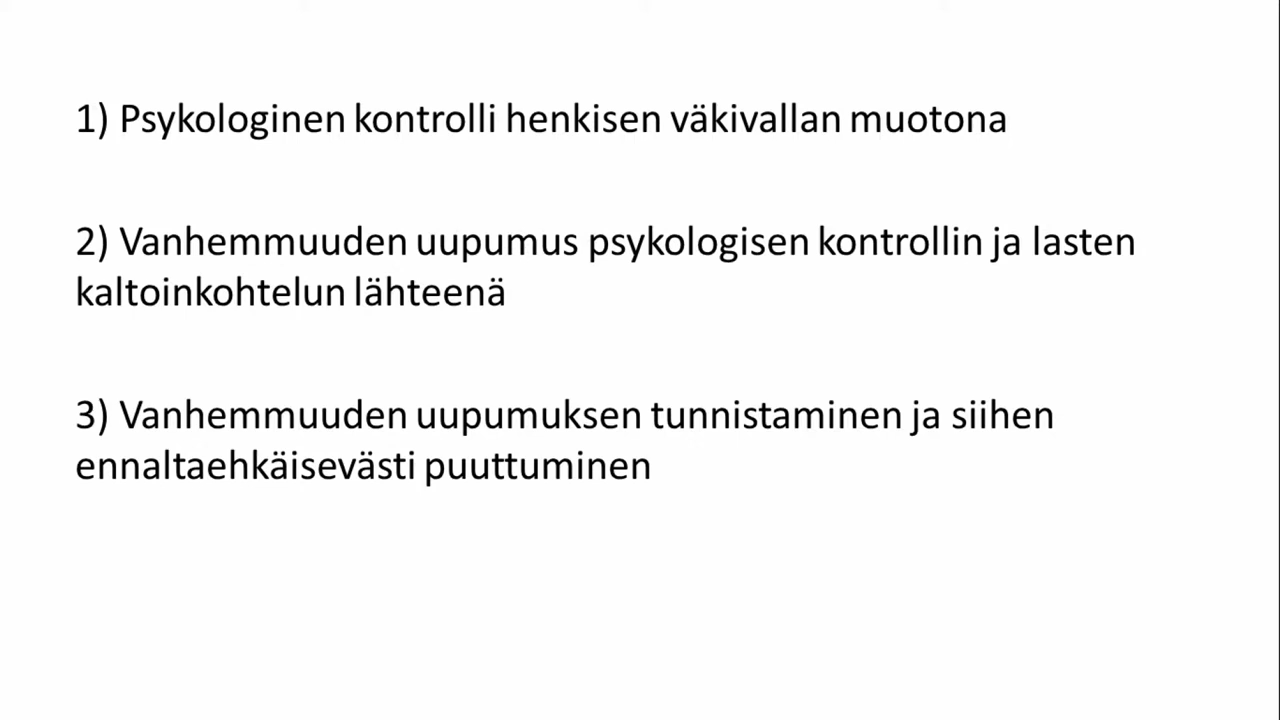 1) Psykologinen kontrolli henkisen väkivallan muotona
2) Vanhemmuuden uupumus psykologisen kontrollin ja lasten
kaltoinkohtelun lähteenä
3) Vanhemmuuden uupumuksen tunnistaminen ja siihen
ennaltaehkäisevästi puuttuminen